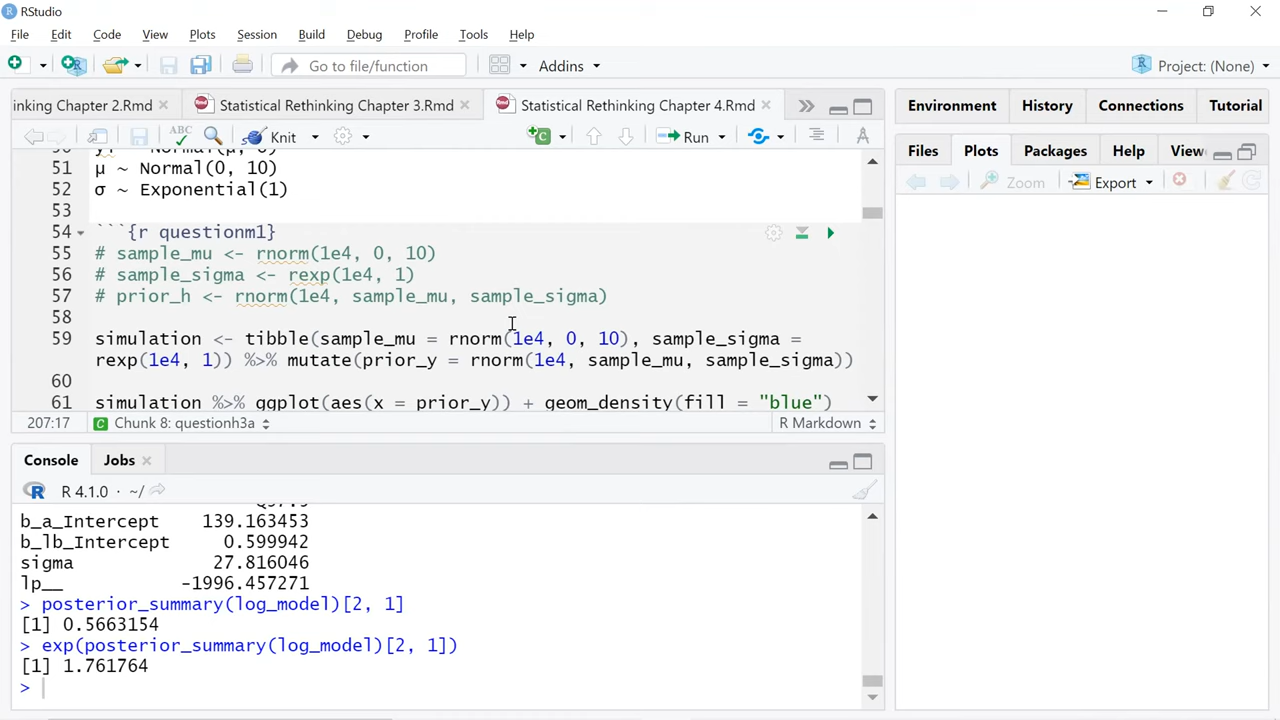 RStudio
File Edit Code View Plots Session Build Debug Profile Tools Help
Go to file/function Addins Project: (None)
inking Chapter 2.Rmd Statistical Rethinking Chapter 3.Rmd Statistical Rethinking Chapter 4.Rmd
ABC Knit Run
51 μ ~ Normal(0, 10)
52 σ ~ Exponential(1)
53
54 ```{r questionm1}
55 # sample_mu <- rnorm(1e4, 0, 10)
56 # sample_sigma <- rexp(1e4, 1)
57 # prior_h <- rnorm(1e4, sample_mu, sample_sigma)
58
59 simulation <- tibble(sample_mu = rnorm(1e4, 0, 10), sample_sigma =
rexp(1e4, 1)) %>% mutate(prior_y = rnorm(1e4, sample_mu, sample_sigma))
60
61 simulation %>% ggplot(aes(x = prior_y)) + geom_density(fill = "blue")
207:17 C Chunk 8: questionh3a R Markdown
Console Jobs
R 4.1.0 · ~/
b_a_Intercept 139.163453
b_lb_Intercept 0.599942
sigma 27.816046
lp__ -1996.457271
> posterior_summary(log_model)[2, 1]
[1] 0.5663154
> exp(posterior_summary(log_model)[2, 1])
[1] 1.761764
>
Environment History Connections Tutorial
Files Plots Packages Help View
Zoom Export